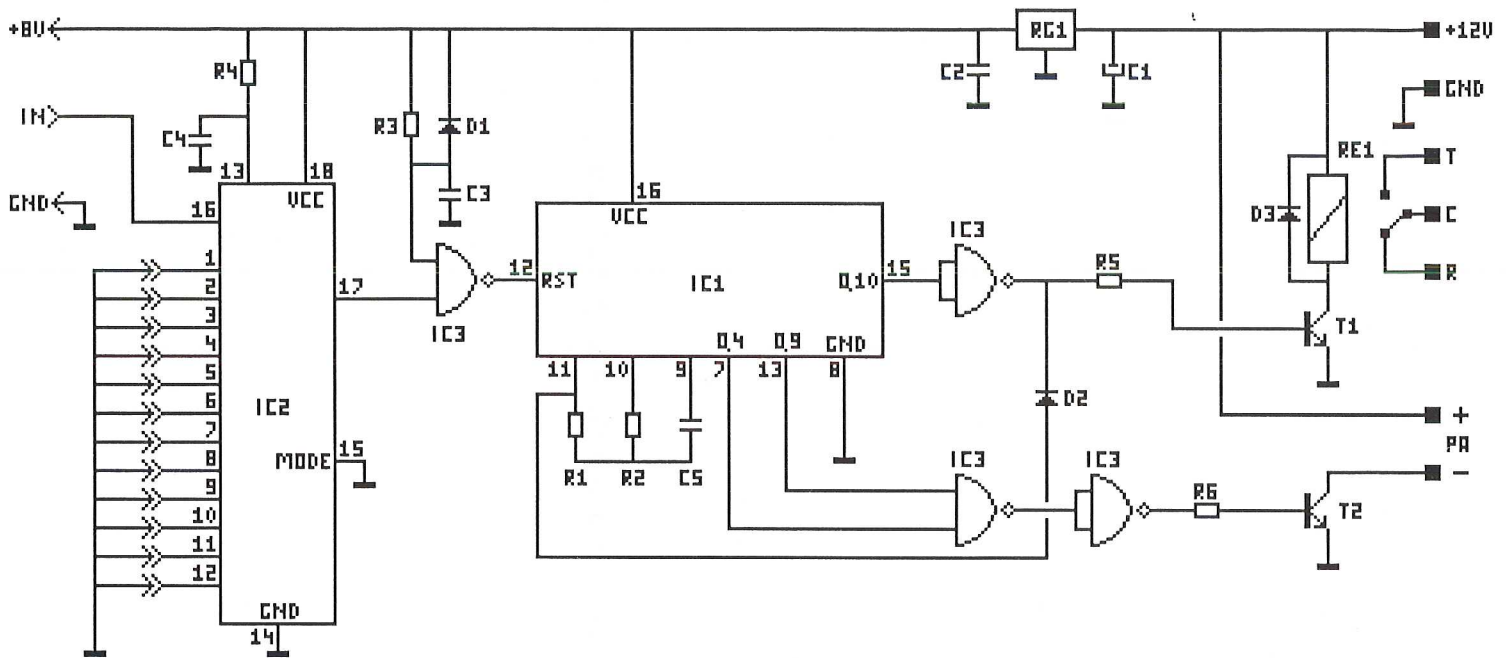 +8V
RG1
+12V
R4
C2
C1
GND
IN
R3
D1
C4
RE1
T
13
18
VCC
C3
16
GND
16
VCC
D3
C
IC3
1
12
RST
IC1
Q10
15
R5
R
2
17
3
IC3
T1
4
Q4
Q9
GND
11
10
9
7
13
8
5
D2
6
IC2
+
7
PA
MODE
15
IC3
IC3
8
R1
R2
C5
−
9
R6
10
T2
11
12
GND
14